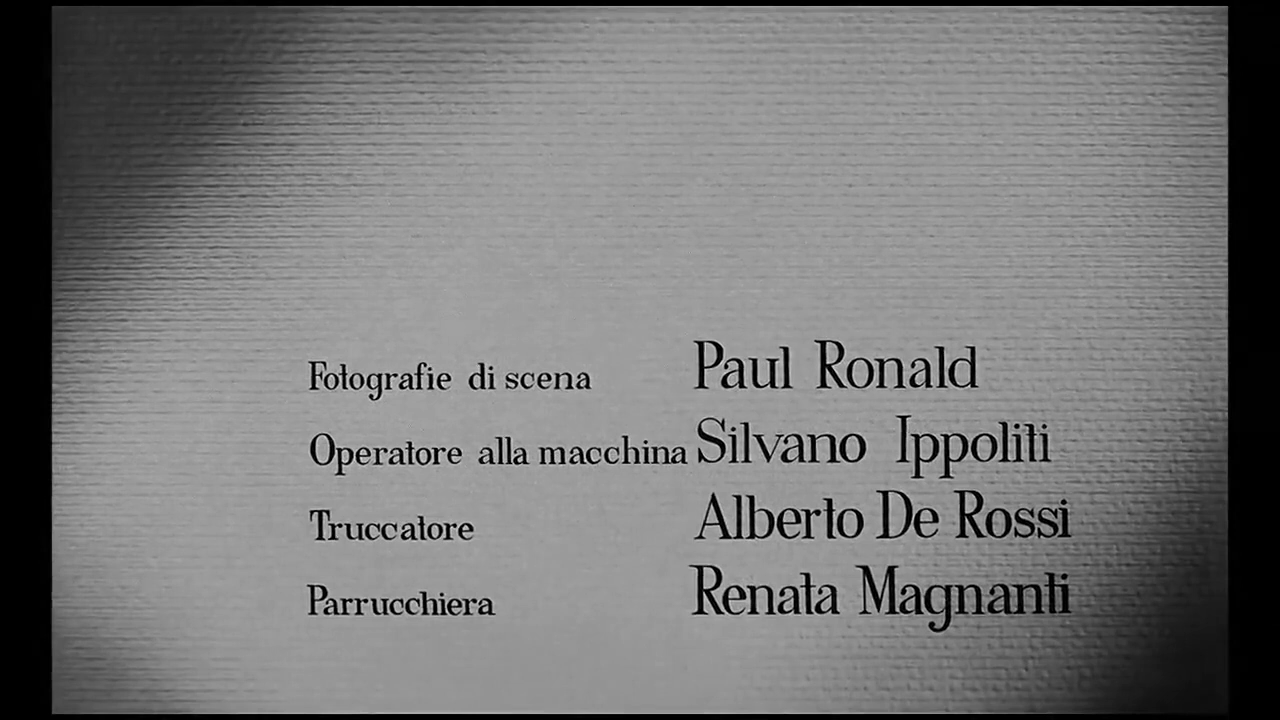 Fotografie di scena Paul Ronald
Operatore alla macchina Silvano Ippoliti
Truccatore Alberto De Rossi
Parrucchiera Renata Magnanti